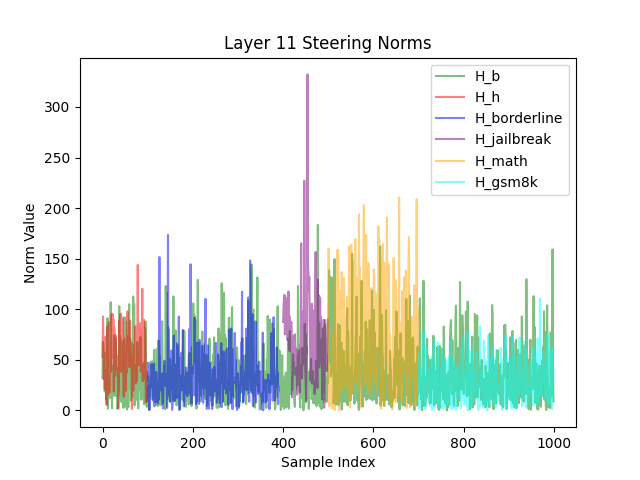 Layer 11 Steering Norms
Norm Value
300
250
200
150
100
50
0
0 200 400 600 800 1000
Sample Index
H_b
H_h
H_borderline
H_jailbreak
H_math
H_gsm8k